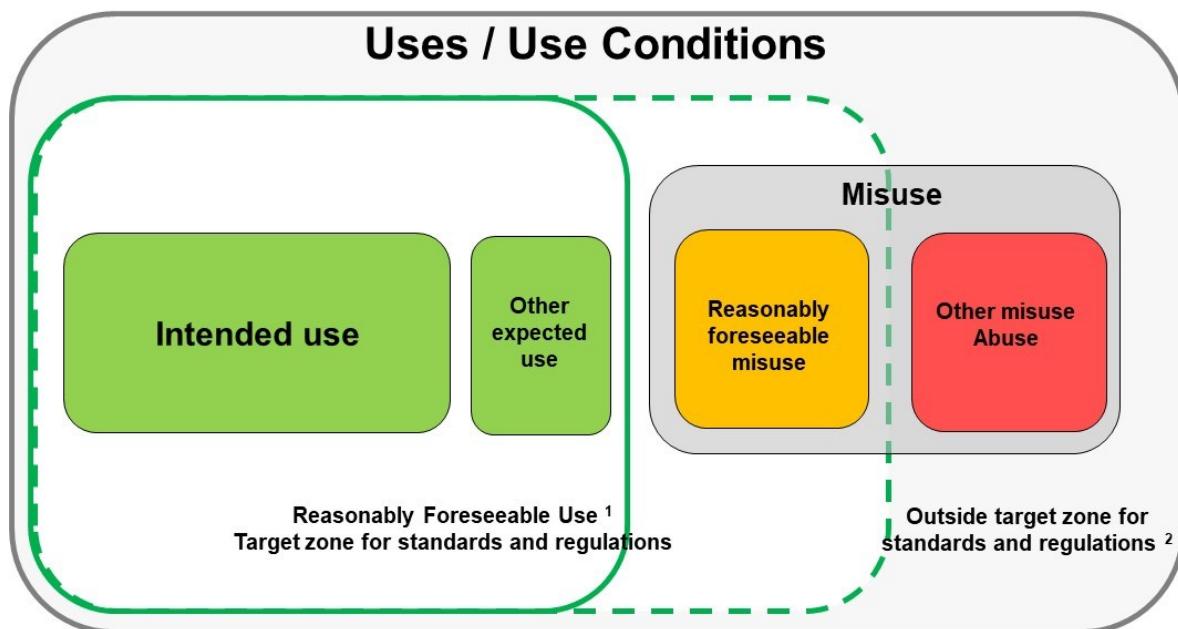 Uses / Use Conditions
Misuse
Intended use
Other
expected
use
Reasonably
foreseeable
misuse
Other misuse
Abuse
Reasonably Foreseeable Use ¹
Target zone for standards and regulations
Outside target zone for
standards and regulations ²